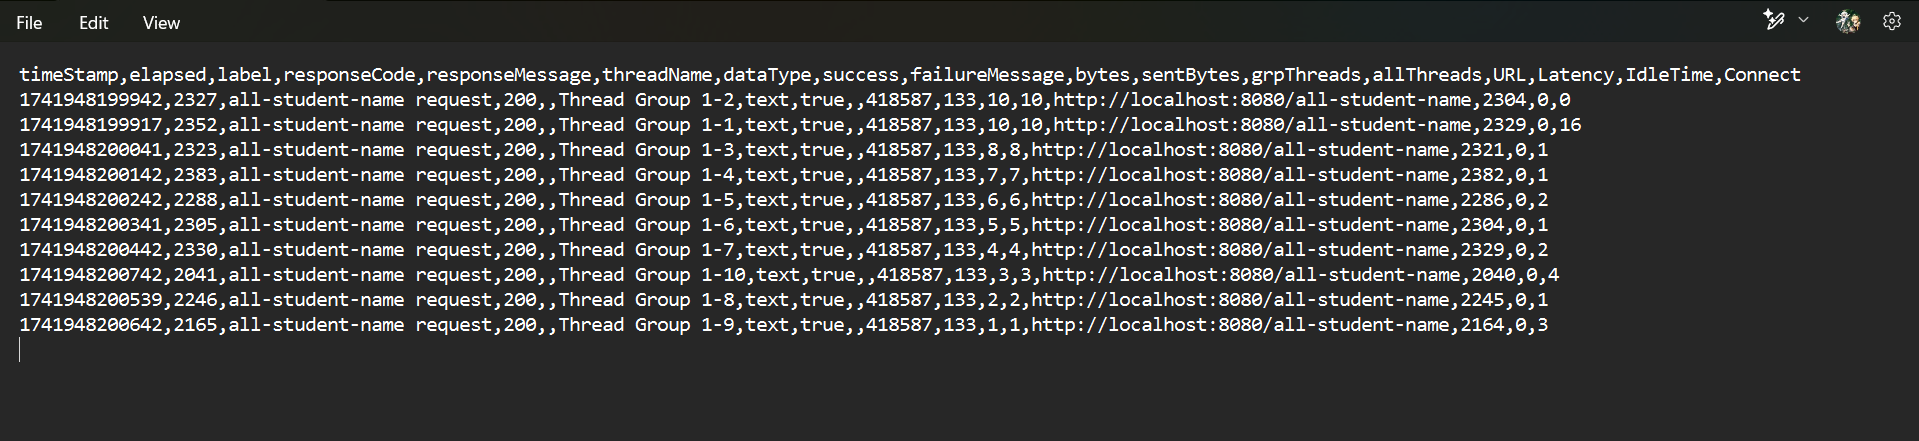 File Edit View
timeStamp,elapsed,label,responseCode,responseMessage,threadName,dataType,success,failureMessage,bytes,sentBytes,grpThreads,allThreads,URL,Latency,IdleTime,Connect
1741948199942,2327,all-student-name request,200,,Thread Group 1-2,text,true,,418587,133,10,10,http://localhost:8080/all-student-name,2304,0,0
1741948199917,2352,all-student-name request,200,,Thread Group 1-1,text,true,,418587,133,10,10,http://localhost:8080/all-student-name,2329,0,16
1741948200041,2323,all-student-name request,200,,Thread Group 1-3,text,true,,418587,133,8,8,http://localhost:8080/all-student-name,2321,0,1
1741948200142,2383,all-student-name request,200,,Thread Group 1-4,text,true,,418587,133,7,7,http://localhost:8080/all-student-name,2382,0,1
1741948200242,2288,all-student-name request,200,,Thread Group 1-5,text,true,,418587,133,6,6,http://localhost:8080/all-student-name,2286,0,2
1741948200341,2305,all-student-name request,200,,Thread Group 1-6,text,true,,418587,133,5,5,http://localhost:8080/all-student-name,2304,0,1
1741948200442,2330,all-student-name request,200,,Thread Group 1-7,text,true,,418587,133,4,4,http://localhost:8080/all-student-name,2329,0,2
1741948200742,2041,all-student-name request,200,,Thread Group 1-10,text,true,,418587,133,3,3,http://localhost:8080/all-student-name,2040,0,4
1741948200539,2246,all-student-name request,200,,Thread Group 1-8,text,true,,418587,133,2,2,http://localhost:8080/all-student-name,2245,0,1
1741948200642,2165,all-student-name request,200,,Thread Group 1-9,text,true,,418587,133,1,1,http://localhost:8080/all-student-name,2164,0,3